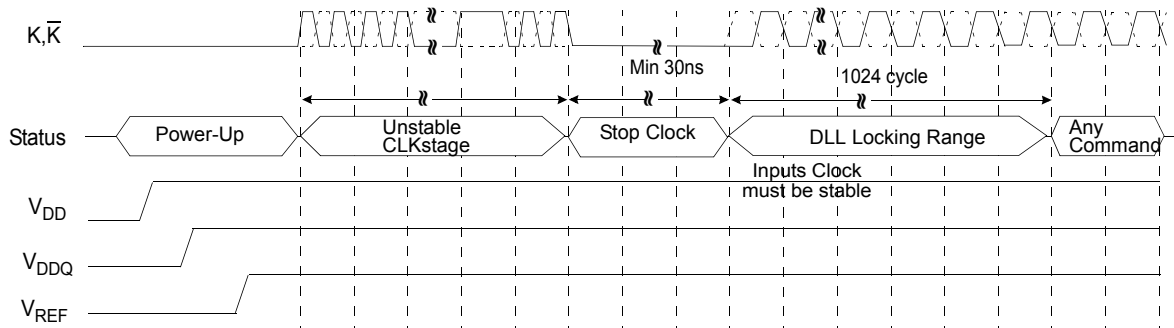 K,K̅
Min 30ns
1024 cycle
Status
Power-Up
Unstable
CLKstage
Stop Clock
DLL Locking Range
Any
Command
Inputs Clock
must be stable
VDD
VDDQ
VREF